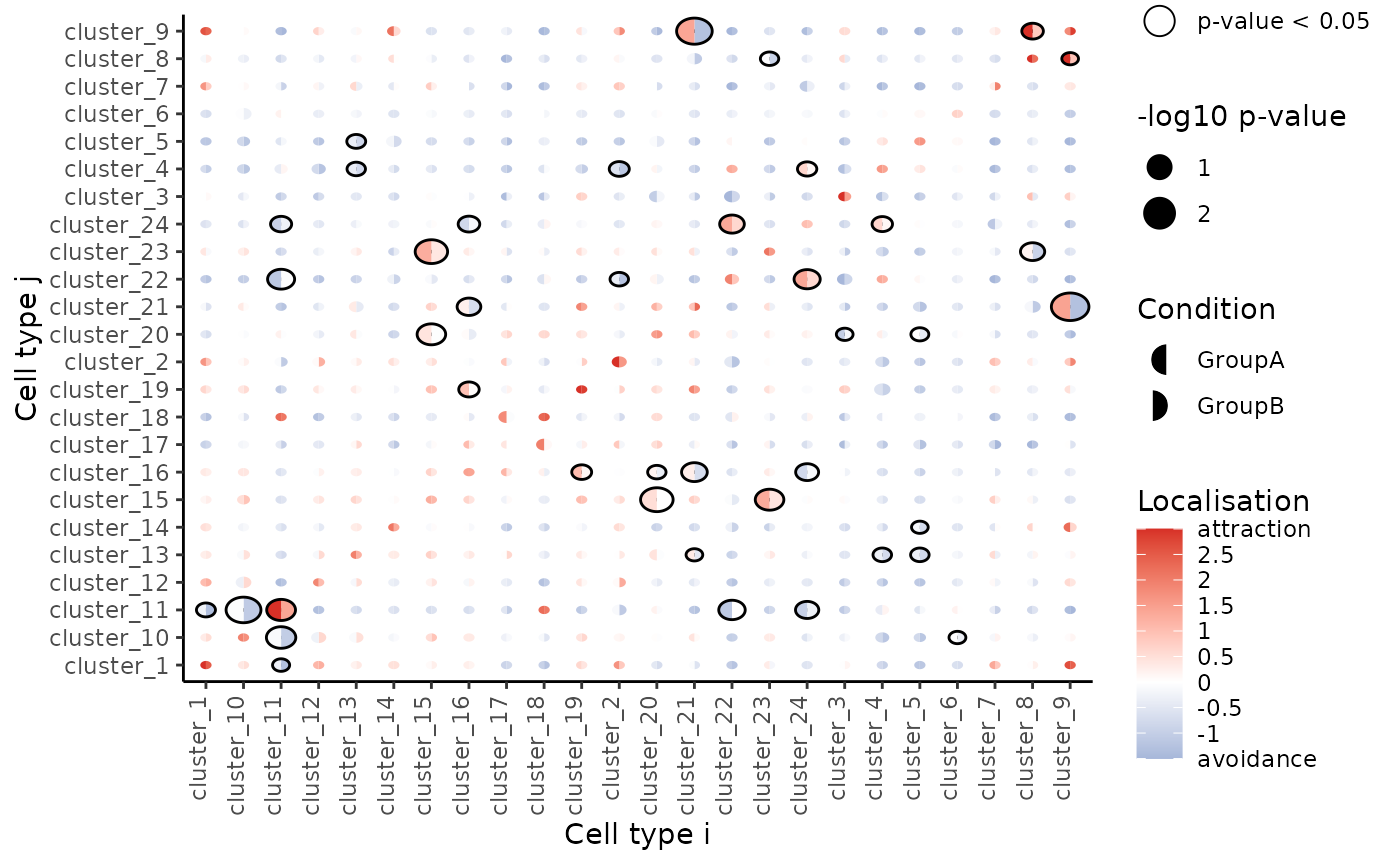 cluster_9
cluster_8
cluster_7
cluster_6
cluster_5
cluster_4
cluster_3
cluster_24
cluster_23
cluster_22
cluster_21
cluster_20
cluster_2
cluster_19
cluster_18
cluster_17
cluster_16
cluster_15
cluster_14
cluster_13
cluster_12
cluster_11
cluster_10
cluster_1
Cell type j
cluster_1
cluster_10
cluster_11
cluster_12
cluster_13
cluster_14
cluster_15
cluster_16
cluster_17
cluster_18
cluster_19
cluster_2
cluster_20
cluster_21
cluster_22
cluster_23
cluster_24
cluster_3
cluster_4
cluster_5
cluster_6
cluster_7
cluster_8
cluster_9
Cell type i
p-value < 0.05
-log10 p-value
1
2
Condition
GroupA
GroupB
Localisation
attraction
2.5
2
1.5
1
0.5
0
-0.5
-1
avoidance